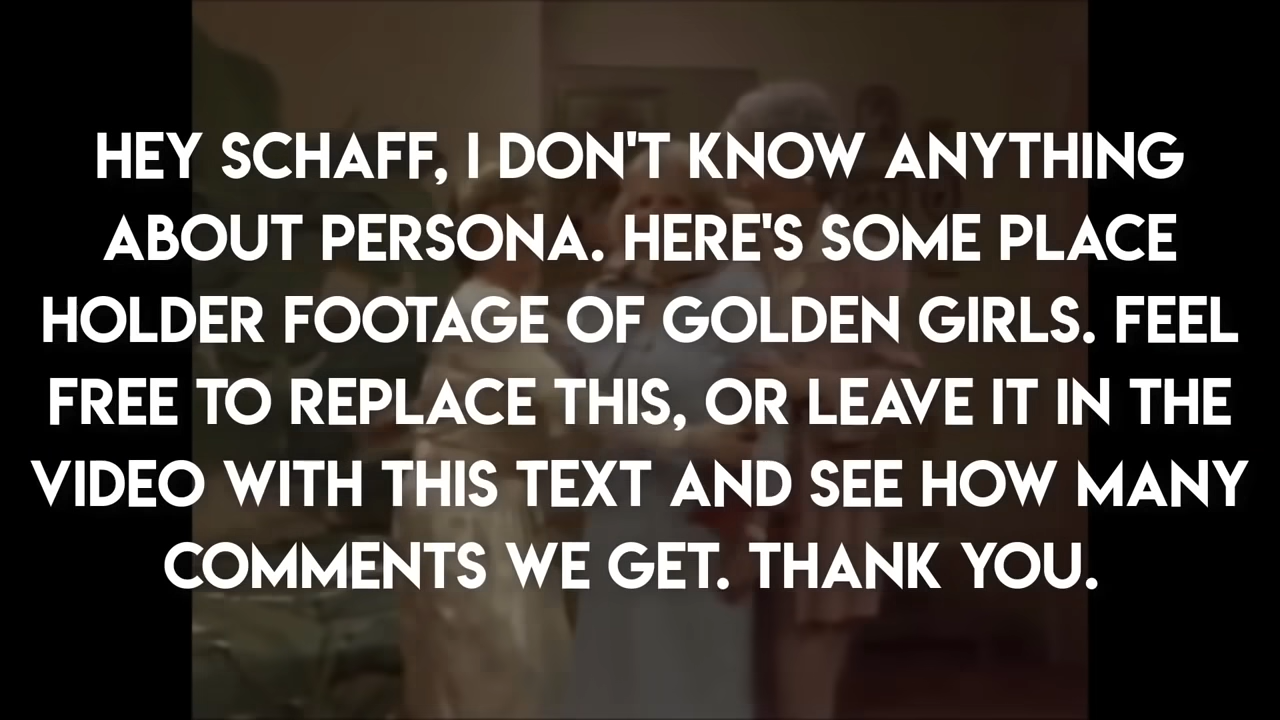 HEY SCHAFF, I DON'T KNOW ANYTHING
ABOUT PERSONA. HERE'S SOME PLACE
HOLDER FOOTAGE OF GOLDEN GIRLS. FEEL
FREE TO REPLACE THIS, OR LEAVE IT IN THE
VIDEO WITH THIS TEXT AND SEE HOW MANY
COMMENTS WE GET. THANK YOU.